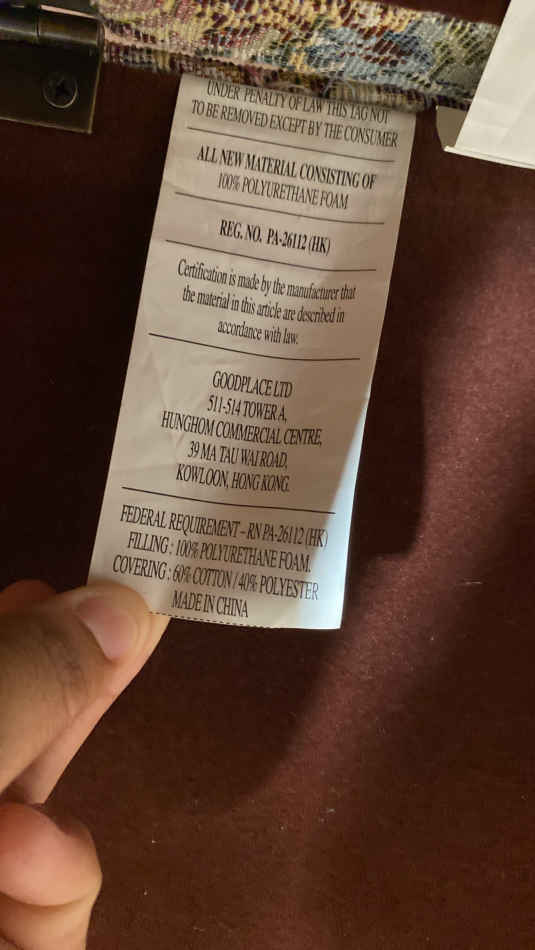 UNDER PENALTY OF LAW THIS TAG NOT
TO BE REMOVED EXCEPT BY THE CONSUMER
ALL NEW MATERIAL CONSISTING OF
100% POLYURETHANE FOAM
REG. NO. PA-26112 (HK)
Certification is made by the manufacturer that
the material in this article are described in
accordance with law.
GOODPLACE LTD
511-514 TOWER A,
HUNGHOM COMMERCIAL CENTRE,
39 MA TAU WAI ROAD,
KOWLOON, HONG KONG.
FEDERAL REQUIREMENT – RN PA-26112 (HK)
FILLING : 100% POLYURETHANE FOAM.
COVERING : 60% COTTON / 40% POLYESTER
MADE IN CHINA